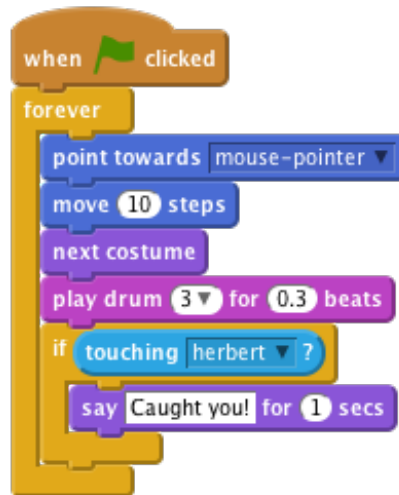 when clicked
forever
point towards mouse-pointer
move 10 steps
next costume
play drum 3 for 0.3 beats
if touching herbert ?
say Caught you! for 1 secs